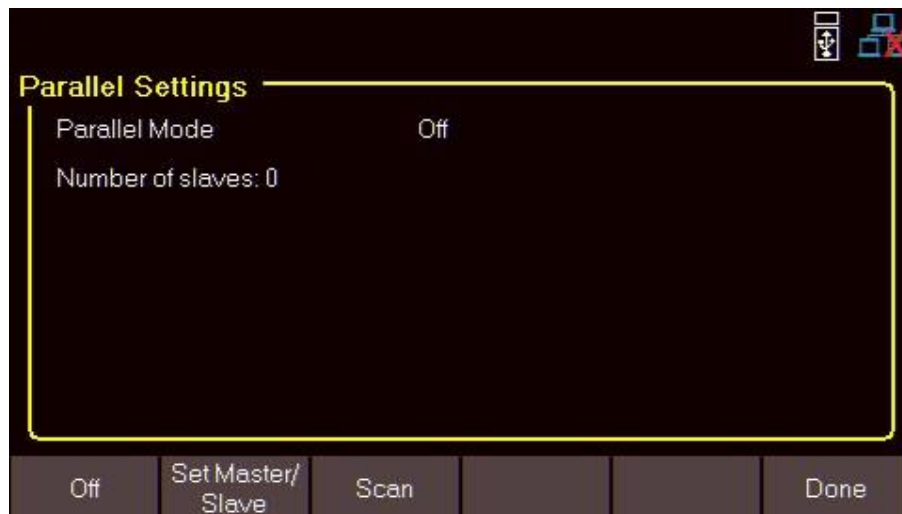 Parallel Settings
Parallel Mode Off
Number of slaves: 0
Off
Set Master/
Slave
Scan
Done